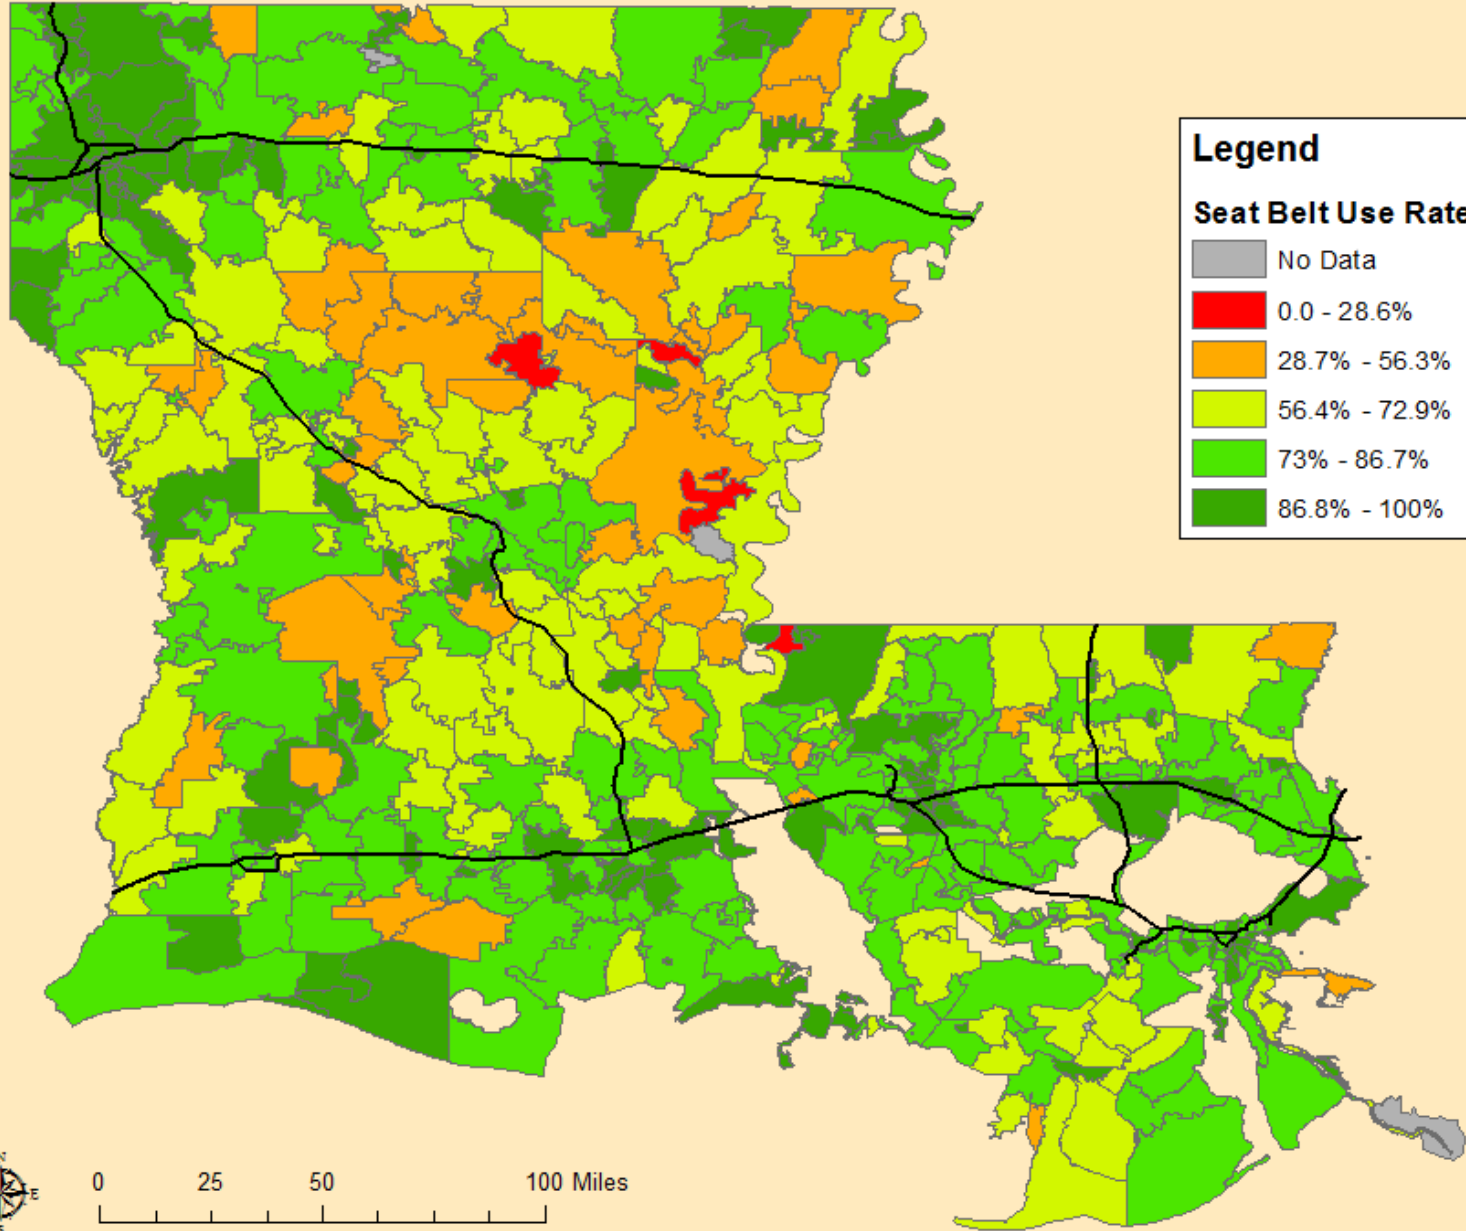 Legend
Seat Belt Use Rate
No Data
0.0 - 28.6%
28.7% - 56.3%
56.4% - 72.9%
73% - 86.7%
86.8% - 100%
N
E
0 25 50 100 Miles